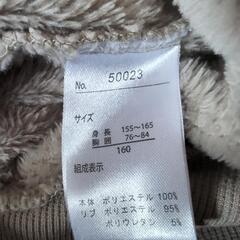 No. 50023
サイズ
身長 155~165
胸囲 76~84
160
組成表示
本体 ポリエステル 100%
リブ ポリエステル 95%
ポリウレタン 5%